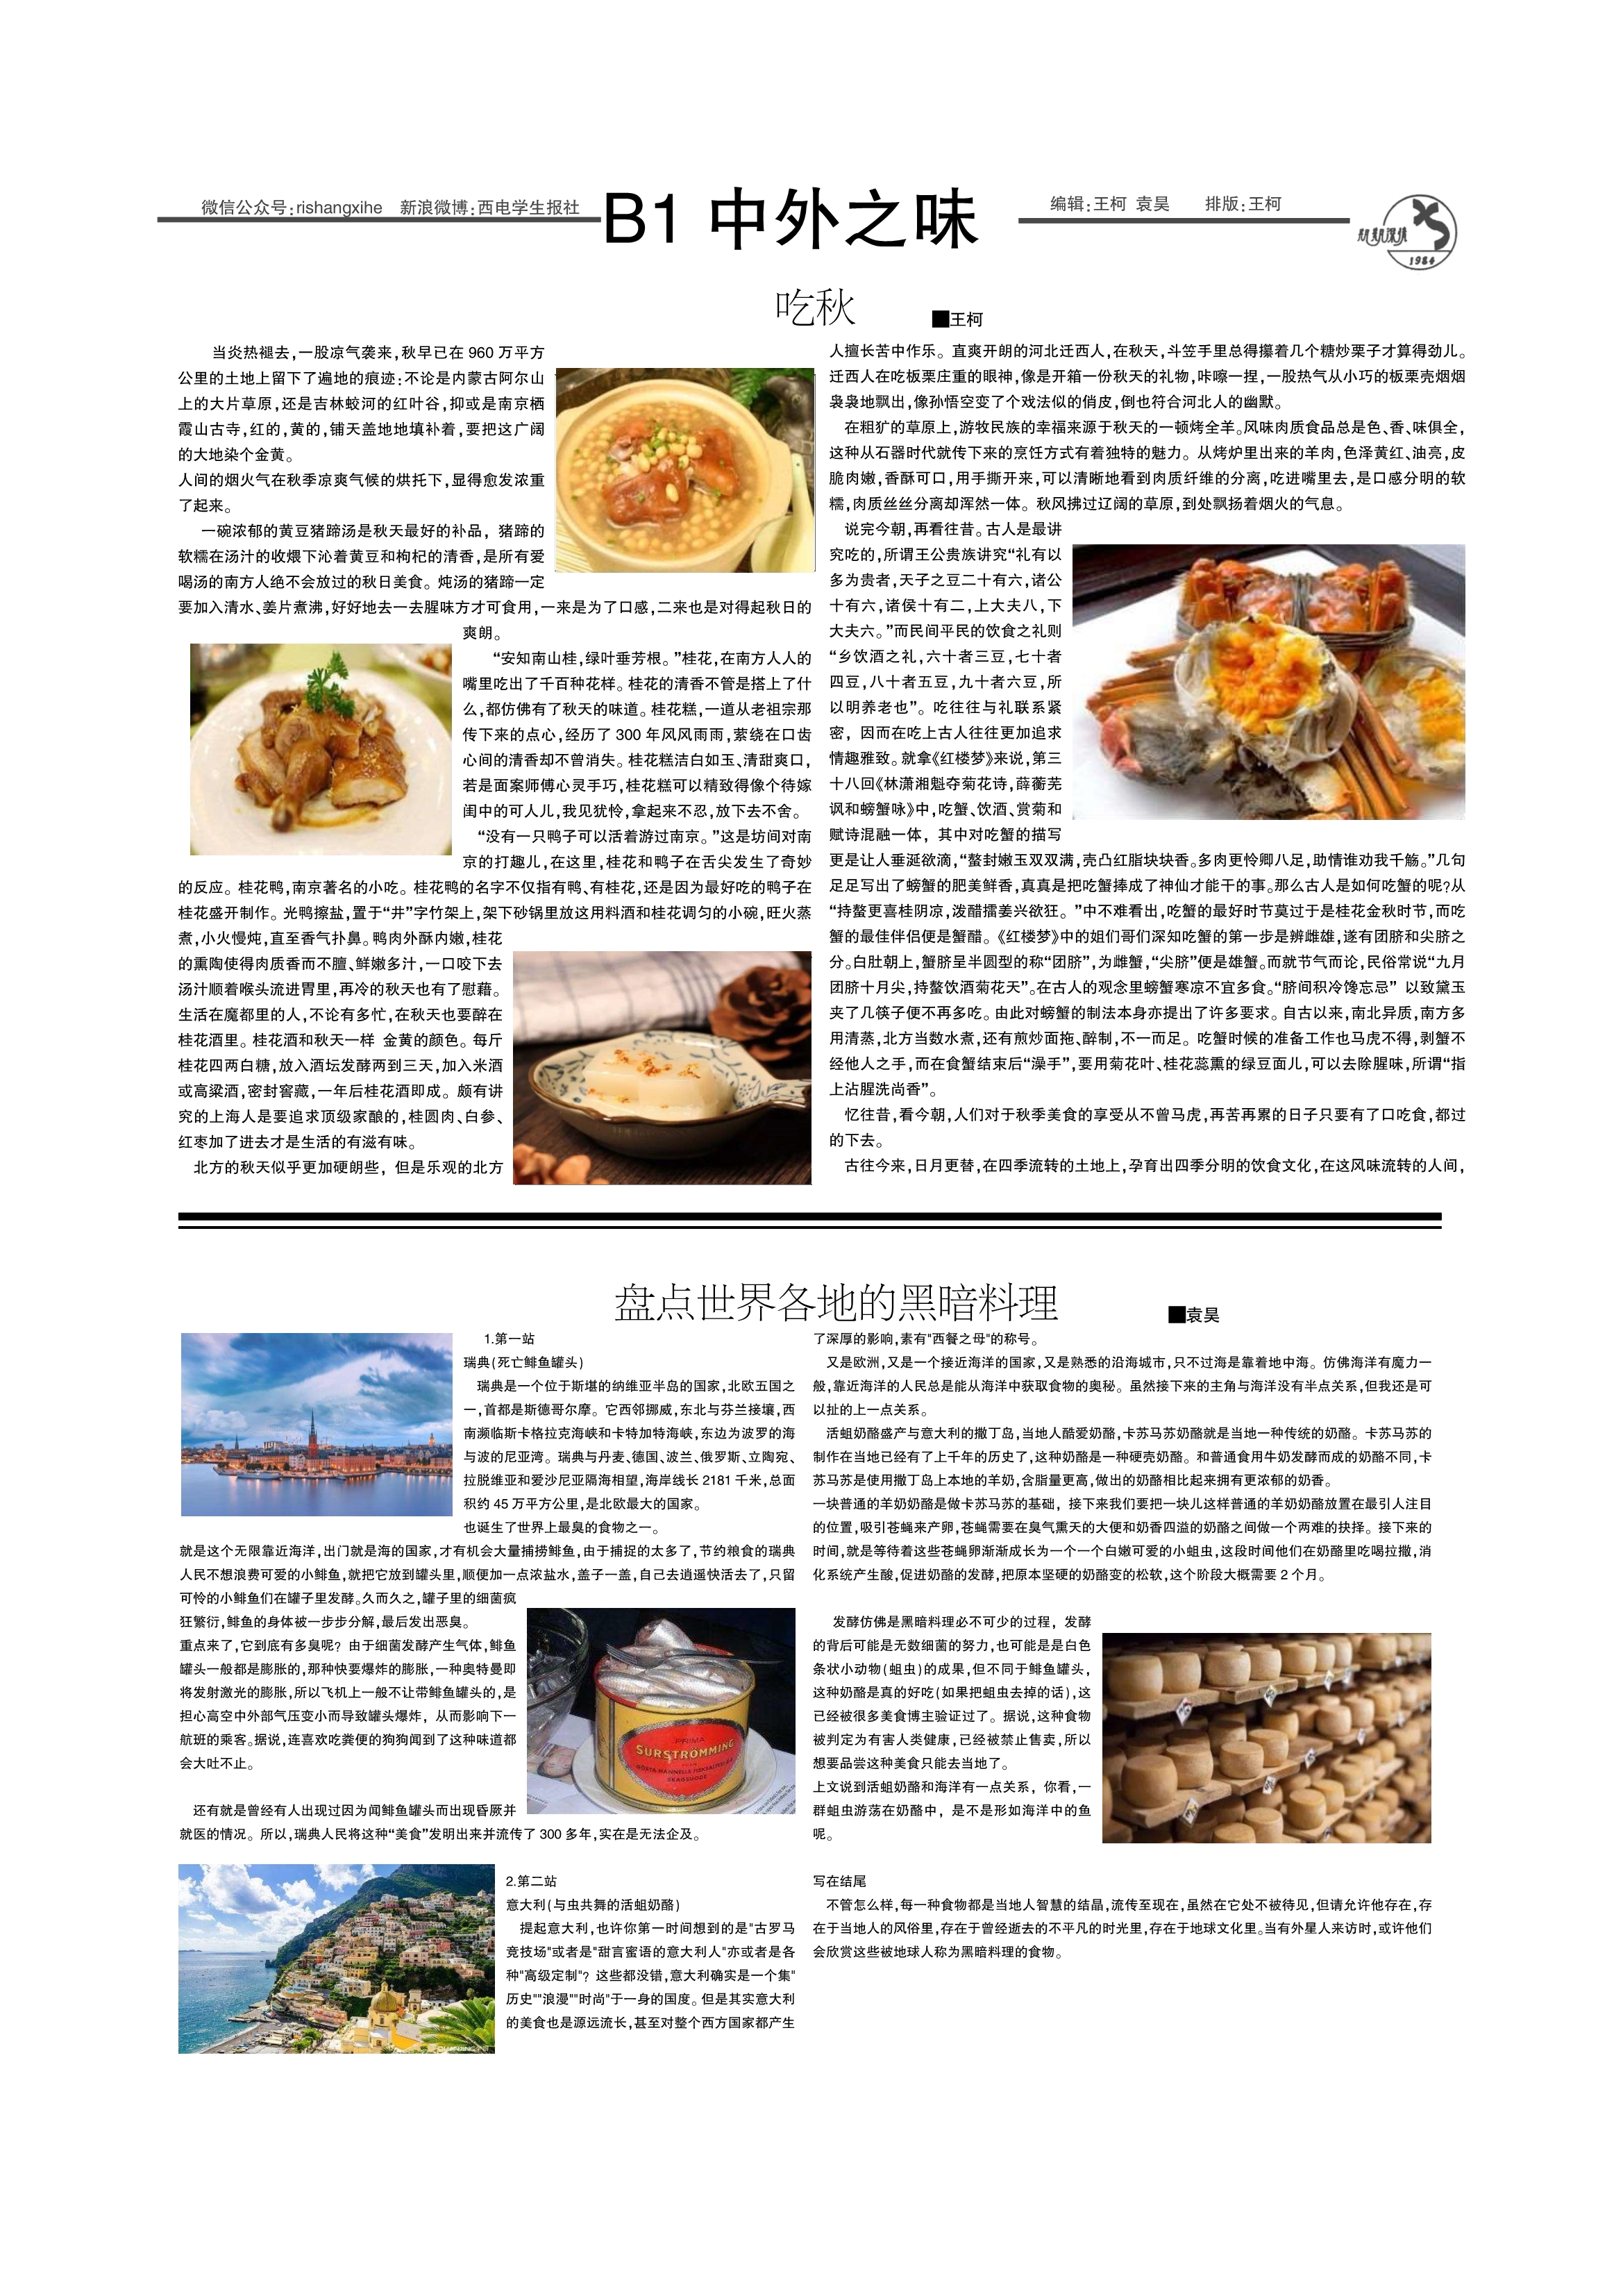 微信公众号:rishangxihe 新浪微博:西电学生报社
B1 中外之味
编辑:王柯 袁昊 排版:王柯
1984
吃秋
■王柯
当炎热褪去,一股凉气袭来,秋早已在 960 万平方
公里的土地上留下了遍地的痕迹:不论是内蒙古阿尔山
上的大片草原,还是吉林蛟河的红叶谷,抑或是南京栖
霞山古寺,红的,黄的,铺天盖地地填补着,要把这广阔
的大地染个金黄。
人间的烟火气在秋季凉爽气候的烘托下,显得愈发浓重
了起来。
一碗浓郁的黄豆猪蹄汤是秋天最好的补品,猪蹄的
软糯在汤汁的收煨下沁着黄豆和枸杞的清香,是所有爱
喝汤的南方人绝不会放过的秋日美食。炖汤的猪蹄一定
要加入清水、姜片煮沸,好好地去一去腥味方才可食用,一来是为了口感,二来也是对得起秋日的
爽朗。
“安知南山桂,绿叶垂芳根。”桂花,在南方人人的
嘴里吃出了千百种花样。桂花的清香不管是搭上了什
么,都仿佛有了秋天的味道。桂花糕,一道从老祖宗那
传下来的点心,经历了 300 年风风雨雨,萦绕在口齿
心间的清香却不曾消失。桂花糕洁白如玉、清甜爽口,
若是面案师傅心灵手巧,桂花糕可以精致得像个待嫁
闺中的可人儿,我见犹怜,拿起来不忍,放下去不舍。
“没有一只鸭子可以活着游过南京。”这是坊间对南
京的打趣儿,在这里,桂花和鸭子在舌尖发生了奇妙
的反应。桂花鸭,南京著名的小吃。桂花鸭的名字不仅指有鸭、有桂花,还是因为最好吃的鸭子在
桂花盛开制作。光鸭擦盐,置于“井”字竹架上,架下砂锅里放这用料酒和桂花调匀的小碗,旺火蒸
煮,小火慢炖,直至香气扑鼻。鸭肉外酥内嫩,桂花
的熏陶使得肉质香而不膻、鲜嫩多汁,一口咬下去
汤汁顺着喉头流进胃里,再冷的秋天也有了慰藉。
生活在魔都里的人,不论有多忙,在秋天也要醉在
桂花酒里。桂花酒和秋天一样 金黄的颜色。每斤
桂花四两白糖,放入酒坛发酵两到三天,加入米酒
或高粱酒,密封窖藏,一年后桂花酒即成。颇有讲
究的上海人是要追求顶级家酿的,桂圆肉、白参、
红枣加了进去才是生活的有滋有味。
北方的秋天似乎更加硬朗些,但是乐观的北方
人擅长苦中作乐。直爽开朗的河北迁西人,在秋天,斗笠手里总得攥着几个糖炒栗子才算得劲儿。
迁西人在吃板栗庄重的眼神,像是开箱一份秋天的礼物,咔嚓一捏,一股热气从小巧的板栗壳烟烟
袅袅地飘出,像孙悟空变了个戏法似的俏皮,倒也符合河北人的幽默。
在粗犷的草原上,游牧民族的幸福来源于秋天的一顿烤全羊。风味肉质食品总是色、香、味俱全,
这种从石器时代就传下来的烹饪方式有着独特的魅力。从烤炉里出来的羊肉,色泽黄红、油亮,皮
脆肉嫩,香酥可口,用手撕开来,可以清晰地看到肉质纤维的分离,吃进嘴里去,是口感分明的软
糯,肉质丝丝分离却浑然一体。秋风拂过辽阔的草原,到处飘扬着烟火的气息。
说完今朝,再看往昔。古人是最讲
究吃的,所谓王公贵族讲究“礼有以
多为贵者,天子之豆二十有六,诸公
十有六,诸侯十有二,上大夫八,下
大夫六。”而民间平民的饮食之礼则
“乡饮酒之礼,六十者三豆,七十者
四豆,八十者五豆,九十者六豆,所
以明养老也”。吃往往与礼联系紧
密,因而在吃上古人往往更加追求
情趣雅致。就拿《红楼梦》来说,第三
十八回《林潇湘魁夺菊花诗,薛蘅芜
讽和螃蟹咏》中,吃蟹、饮酒、赏菊和
赋诗混融一体,其中对吃蟹的描写
更是让人垂涎欲滴,“螯封嫩玉双双满,壳凸红脂块块香。多肉更怜卿八足,助情谁劝我千觞。”几句
足足写出了螃蟹的肥美鲜香,真真是把吃蟹捧成了神仙才能干的事。那么古人是如何吃蟹的呢?从
“持螯更喜桂阴凉,泼醋擂姜兴欲狂。”中不难看出,吃蟹的最好时节莫过于是桂花金秋时节,而吃
蟹的最佳伴侣便是蟹醋。《红楼梦》中的姐们哥们深知吃蟹的第一步是辨雌雄,遂有团脐和尖脐之
分。白肚朝上,蟹脐呈半圆型的称“团脐”,为雌蟹,“尖脐”便是雄蟹。而就节气而论,民俗常说“九月
团脐十月尖,持螯饮酒菊花天”。在古人的观念里螃蟹寒凉不宜多食。“脐间积冷馋忘忌” 以致黛玉
夹了几筷子便不再多吃。由此对螃蟹的制法本身亦提出了许多要求。自古以来,南北异质,南方多
用清蒸,北方当数水煮,还有煎炒面拖、醉制,不一而足。吃蟹时候的准备工作也马虎不得,剥蟹不
经他人之手,而在食蟹结束后“澡手”,要用菊花叶、桂花蕊熏的绿豆面儿,可以去除腥味,所谓“指
上沾腥洗尚香”。
忆往昔,看今朝,人们对于秋季美食的享受从不曾马虎,再苦再累的日子只要有了口吃食,都过
的下去。
古往今来,日月更替,在四季流转的土地上,孕育出四季分明的饮食文化,在这风味流转的人间,
盘点世界各地的黑暗料理
■袁昊
1.第一站
瑞典(死亡鲱鱼罐头)
瑞典是一个位于斯堪的纳维亚半岛的国家,北欧五国之
一,首都是斯德哥尔摩。它西邻挪威,东北与芬兰接壤,西
南濒临斯卡格拉克海峡和卡特加特海峡,东边为波罗的海
与波的尼亚湾。瑞典与丹麦、德国、波兰、俄罗斯、立陶宛、
拉脱维亚和爱沙尼亚隔海相望,海岸线长 2181 千米,总面
积约 45 万平方公里,是北欧最大的国家。
也诞生了世界上最臭的食物之一。
就是这个无限靠近海洋,出门就是海的国家,才有机会大量捕捞鲱鱼,由于捕捉的太多了,节约粮食的瑞典
人民不想浪费可爱的小鲱鱼,就把它放到罐头里,顺便加一点浓盐水,盖子一盖,自己去逍遥快活去了,只留
可怜的小鲱鱼们在罐子里发酵。久而久之,罐子里的细菌疯
狂繁衍,鲱鱼的身体被一步步分解,最后发出恶臭。
重点来了,它到底有多臭呢?由于细菌发酵产生气体,鲱鱼
罐头一般都是膨胀的,那种快要爆炸的膨胀,一种奥特曼即
将发射激光的膨胀,所以飞机上一般不让带鲱鱼罐头的,是
担心高空中外部气压变小而导致罐头爆炸,从而影响下一
航班的乘客。据说,连喜欢吃粪便的狗狗闻到了这种味道都
会大吐不止。
PRIMA
SURSTRÖMMING
还有就是曾经有人出现过因为闻鲱鱼罐头而出现昏厥并
就医的情况。所以,瑞典人民将这种“美食”发明出来并流传了 300 多年,实在是无法企及。
2.第二站
意大利(与虫共舞的活蛆奶酪)
提起意大利,也许你第一时间想到的是"古罗马
竞技场"或者是"甜言蜜语的意大利人"亦或者是各
种"高级定制"?这些都没错,意大利确实是一个集"
历史""浪漫""时尚"于一身的国度。但是其实意大利
的美食也是源远流长,甚至对整个西方国家都产生
了深厚的影响,素有"西餐之母"的称号。
又是欧洲,又是一个接近海洋的国家,又是熟悉的沿海城市,只不过海是靠着地中海。仿佛海洋有魔力一
般,靠近海洋的人民总是能从海洋中获取食物的奥秘。虽然接下来的主角与海洋没有半点关系,但我还是可
以扯的上一点关系。
活蛆奶酪盛产与意大利的撒丁岛,当地人酷爱奶酪,卡苏马苏奶酪就是当地一种传统的奶酪。卡苏马苏的
制作在当地已经有了上千年的历史了,这种奶酪是一种硬壳奶酪。和普通食用牛奶发酵而成的奶酪不同,卡
苏马苏是使用撒丁岛上本地的羊奶,含脂量更高,做出的奶酪相比起来拥有更浓郁的奶香。
一块普通的羊奶奶酪是做卡苏马苏的基础,接下来我们要把一块儿这样普通的羊奶奶酪放置在最引人注目
的位置,吸引苍蝇来产卵,苍蝇需要在臭气熏天的大便和奶香四溢的奶酪之间做一个两难的抉择。接下来的
时间,就是等待着这些苍蝇卵渐渐成长为一个一个白嫩可爱的小蛆虫,这段时间他们在奶酪里吃喝拉撒,消
化系统产生酸,促进奶酪的发酵,把原本坚硬的奶酪变的松软,这个阶段大概需要 2 个月。
发酵仿佛是黑暗料理必不可少的过程,发酵
的背后可能是无数细菌的努力,也可能是是白色
条状小动物(蛆虫)的成果,但不同于鲱鱼罐头,
这种奶酪是真的好吃(如果把蛆虫去掉的话),这
已经被很多美食博主验证过了。据说,这种食物
被判定为有害人类健康,已经被禁止售卖,所以
想要品尝这种美食只能去当地了。
上文说到活蛆奶酪和海洋有一点关系,你看,一
群蛆虫游荡在奶酪中,是不是形如海洋中的鱼
呢。
写在结尾
不管怎么样,每一种食物都是当地人智慧的结晶,流传至现在,虽然在它处不被待见,但请允许他存在,存
在于当地人的风俗里,存在于曾经逝去的不平凡的时光里,存在于地球文化里。当有外星人来访时,或许他们
会欣赏这些被地球人称为黑暗料理的食物。